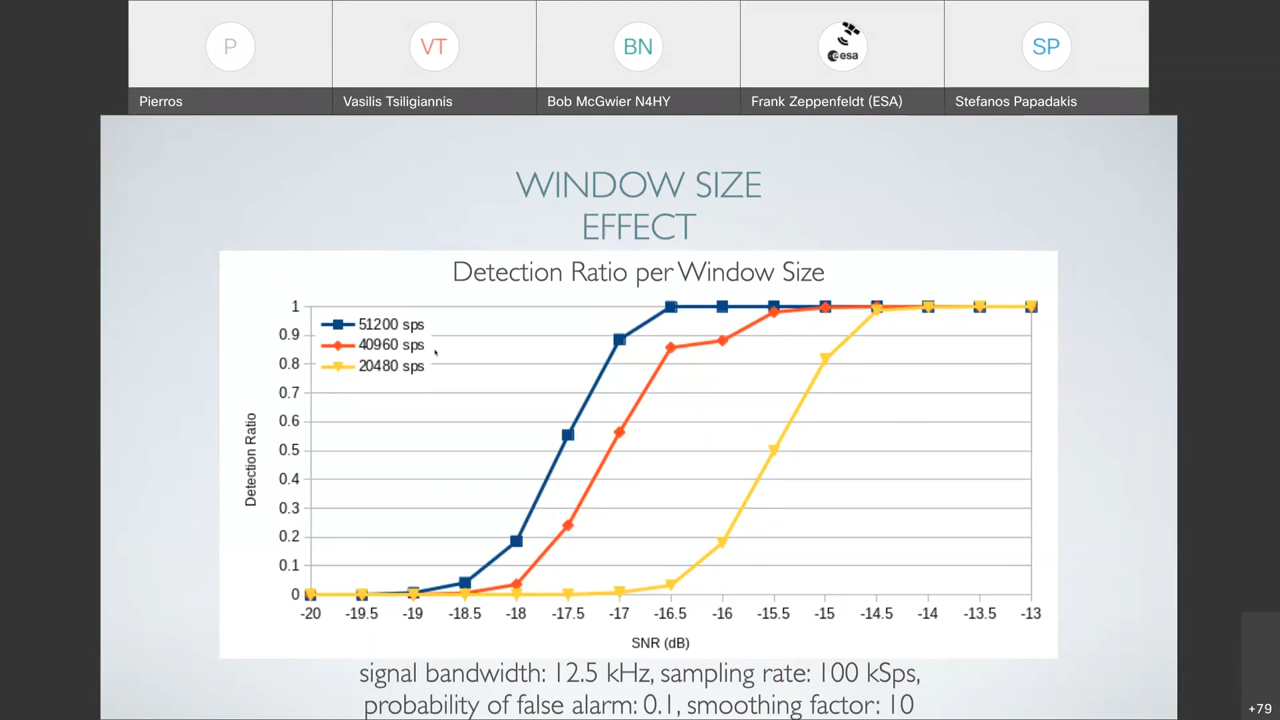 P
VT
BN
esa
SP
Pierros
Vasilis Tsiligiannis
Bob McGwier N4HY
Frank Zeppenfeldt (ESA)
Stefanos Papadakis
WINDOW SIZE
EFFECT
Detection Ratio per Window Size
1
0.9
0.8
0.7
0.6
0.5
0.4
0.3
0.2
0.1
0
51200 sps
40960 sps
20480 sps
Detection Ratio
-20 -19.5 -19 -18.5 -18 -17.5 -17 -16.5 -16 -15.5 -15 -14.5 -14 -13.5 -13
SNR (dB)
signal bandwidth: 12.5 kHz, sampling rate: 100 kSps,
probability of false alarm: 0.1, smoothing factor: 10
+79